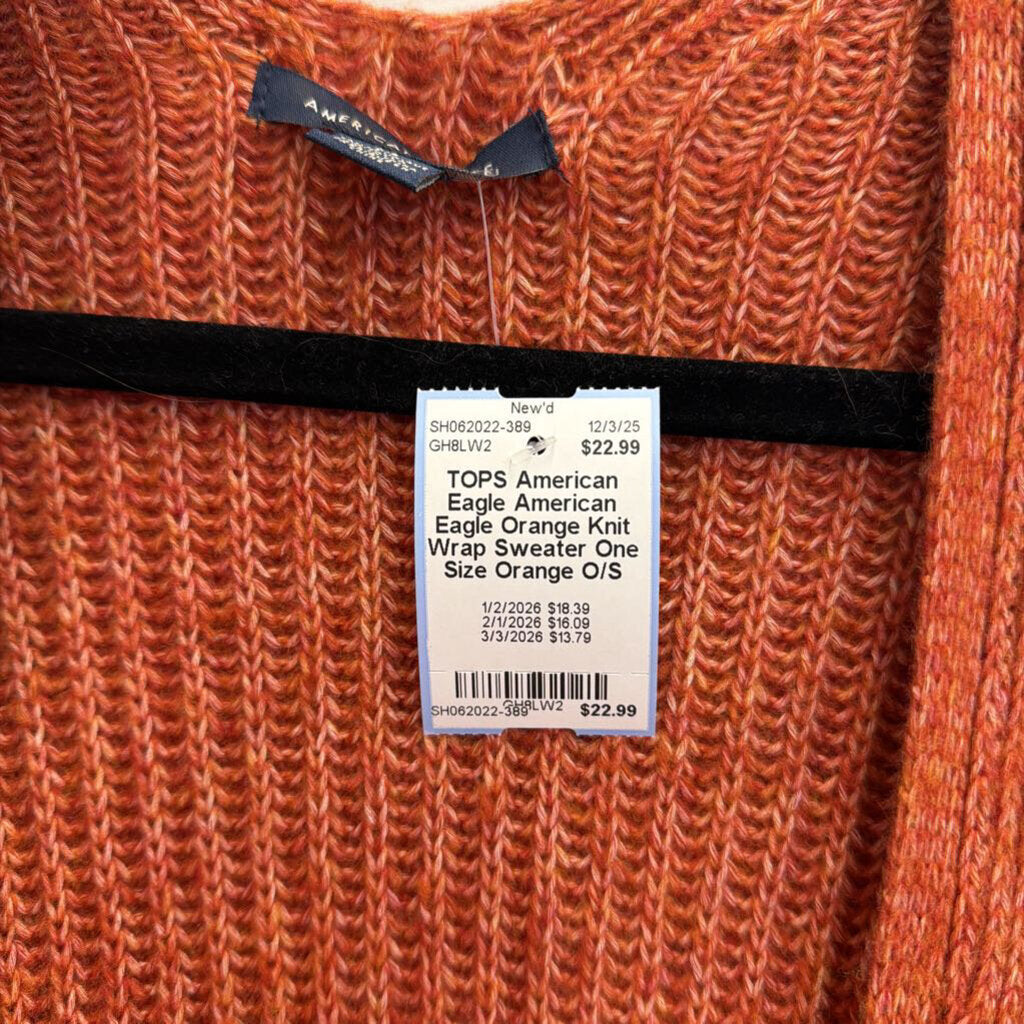 AMERICA
New'd
SH062022-389 12/3/25
GH8LW2 $22.99
TOPS American
Eagle American
Eagle Orange Knit
Wrap Sweater One
Size Orange O/S
1/2/2026 $18.39
2/1/2026 $16.09
3/3/2026 $13.79
GH8LW2
SH062022-389 $22.99